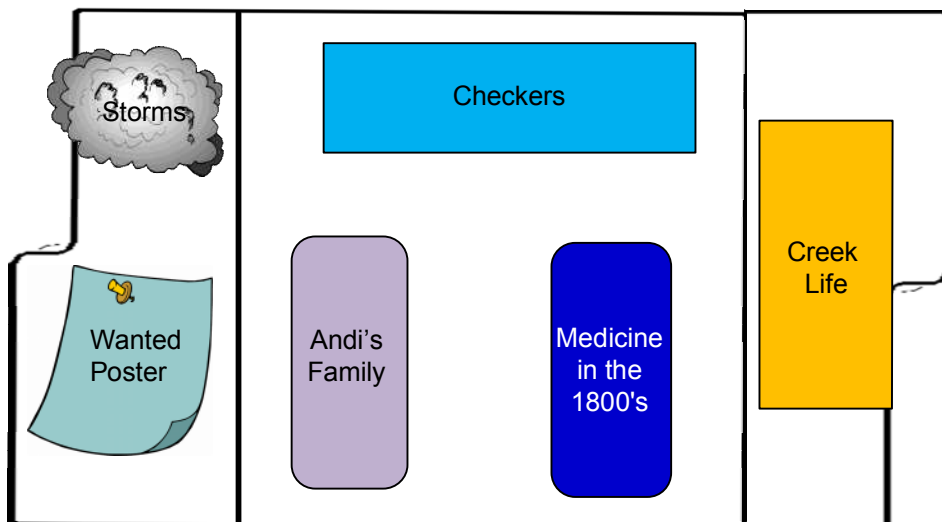 Storms
Checkers
Wanted
Poster
Andi's
Family
Medicine
in the
1800's
Creek
Life